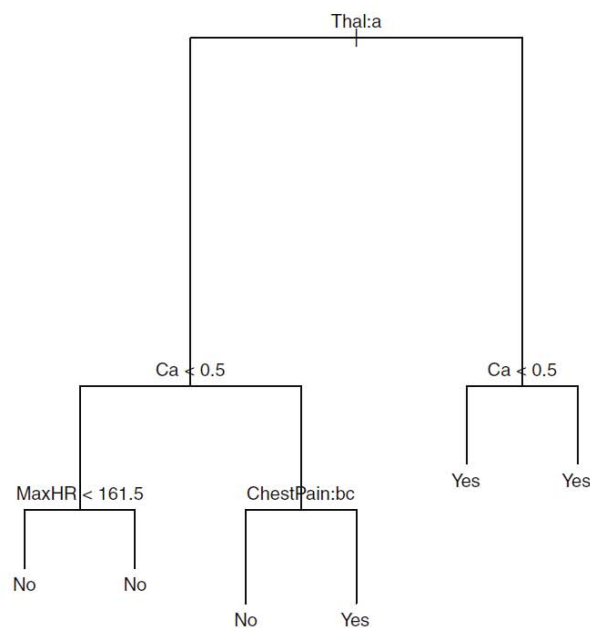 Thal:a
Ca < 0.5
Ca < 0.5
Yes
Yes
MaxHR < 161.5
ChestPain:bc
No
No
No
Yes